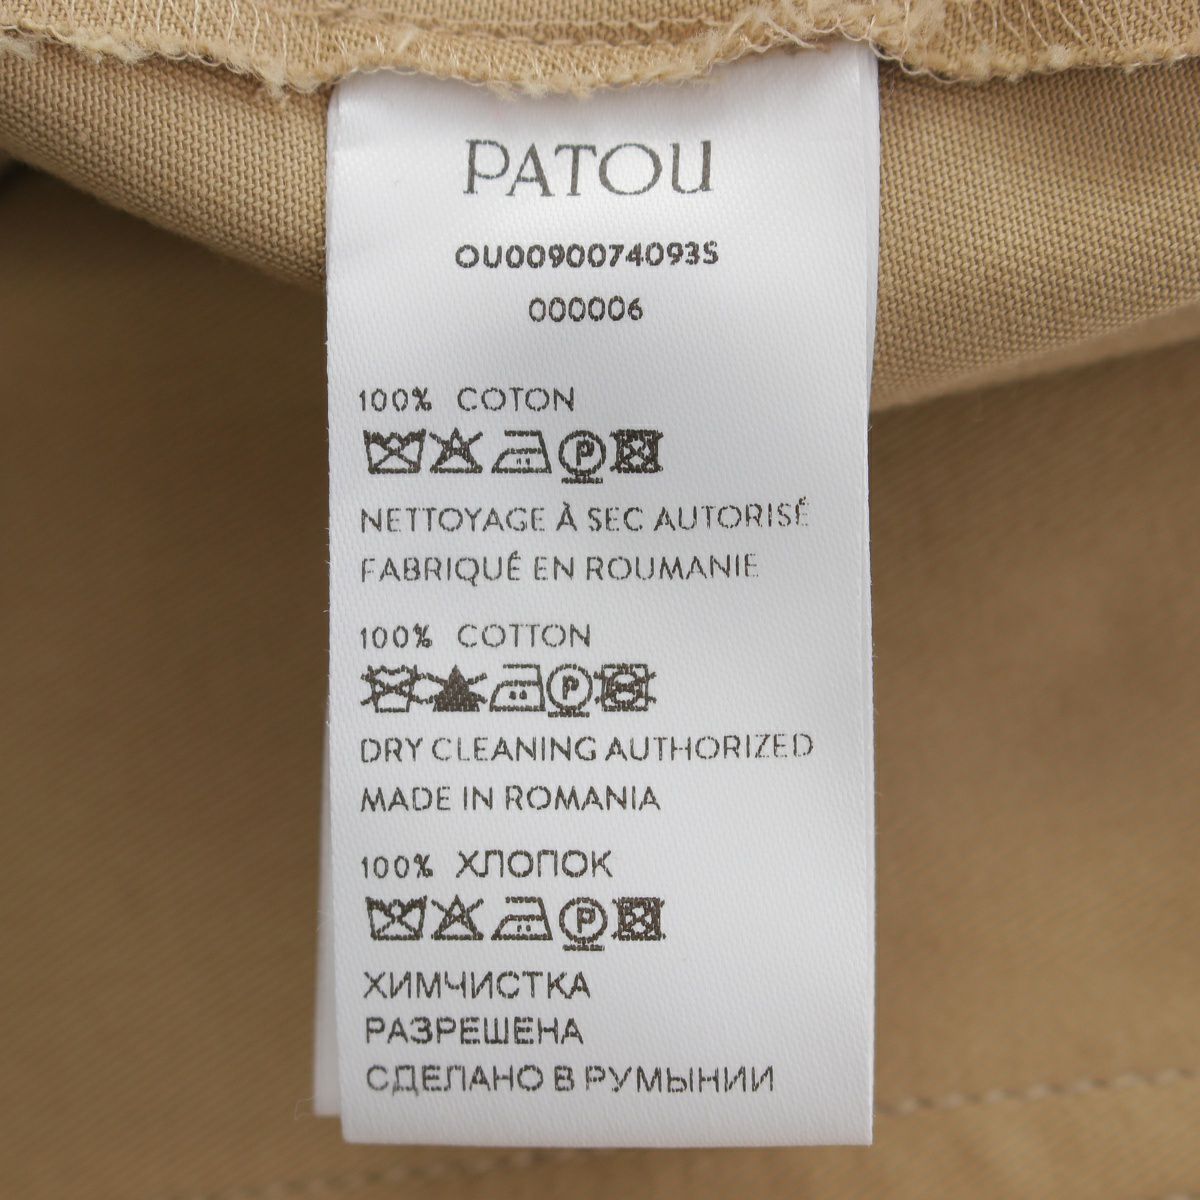 PATOU
OU0090074093S
000006
100% COTON
P
NETTOYAGE À SEC AUTORISÉ
FABRIQUÉ EN ROUMANIE
100% COTTON
P
DRY CLEANING AUTHORIZED
MADE IN ROMANIA
100% ХЛОПОК
P
ХИМЧИСТКА
РАЗРЕШЕНА
СДЕЛАНО В РУМЫНИИ